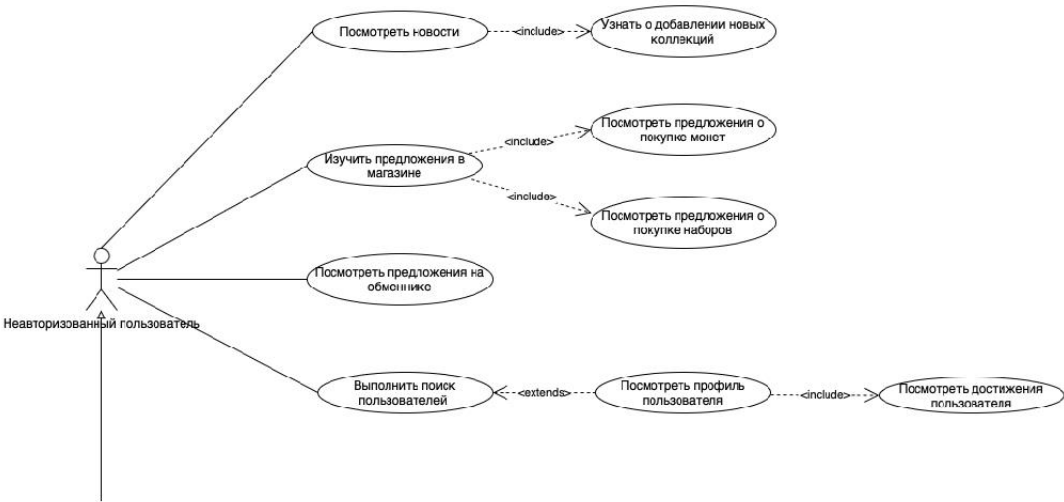 Посмотреть новости
<include>
Узнать о добавлении новых
коллекций
Изучить предложения в
магазине
<include>
Посмотреть предложения о
покупке монет
<include>
Посмотреть предложения о
покупке наборов
Посмотреть предложения на
обменнике
Неавторизованный пользователь
Выполнить поиск
пользователей
<extends>
Посмотреть профиль
пользователя
<include>
Посмотреть достижения
пользователя